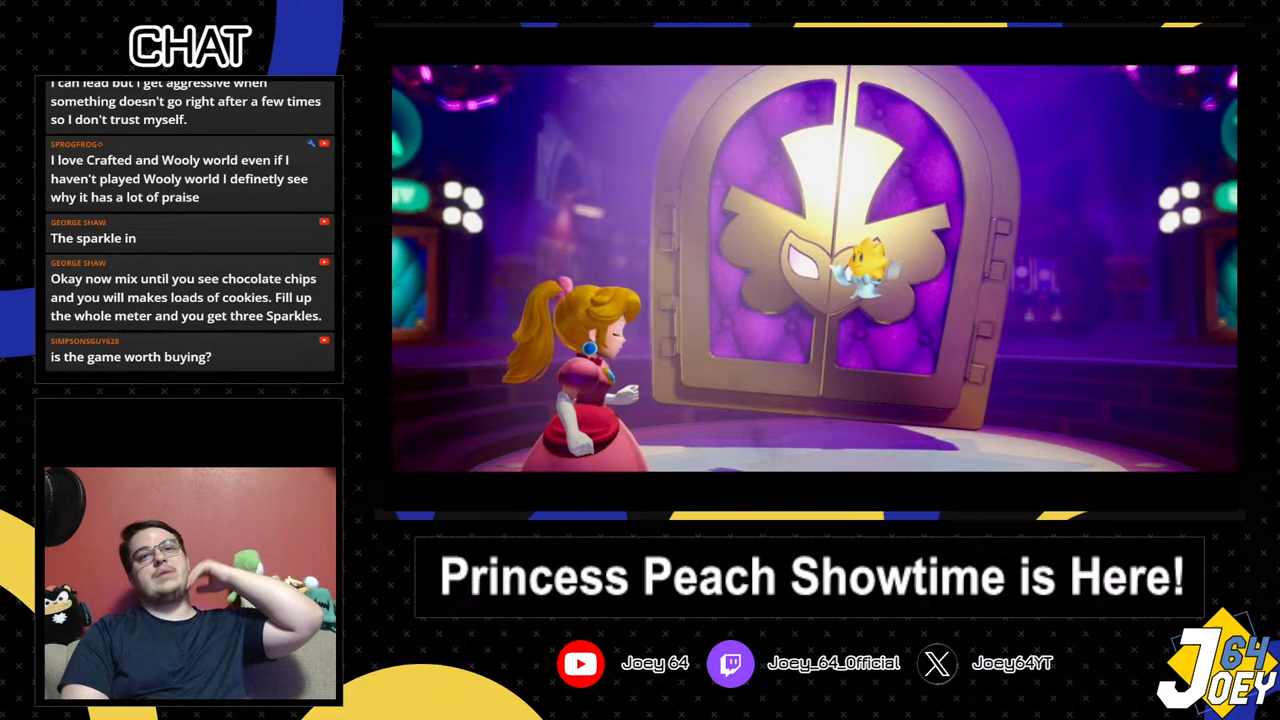 CHAT
I can lead but I get aggressive when
something doesn't go right after a few times
so I don't trust myself.
SPROGFROG
I love Crafted and Wooly world even if I
haven't played Wooly world I definetly see
why it has a lot of praise
GEORGE SHAW
The sparkle in
GEORGE SHAW
Okay now mix until you see chocolate chips
and you will makes loads of cookies. Fill up
the whole meter and you get three Sparkles.
SIMPSONSGUY628
is the game worth buying?
Princess Peach Showtime is Here!
Joey 64
Joey_64_Official
Joey64YT
64
JOEY